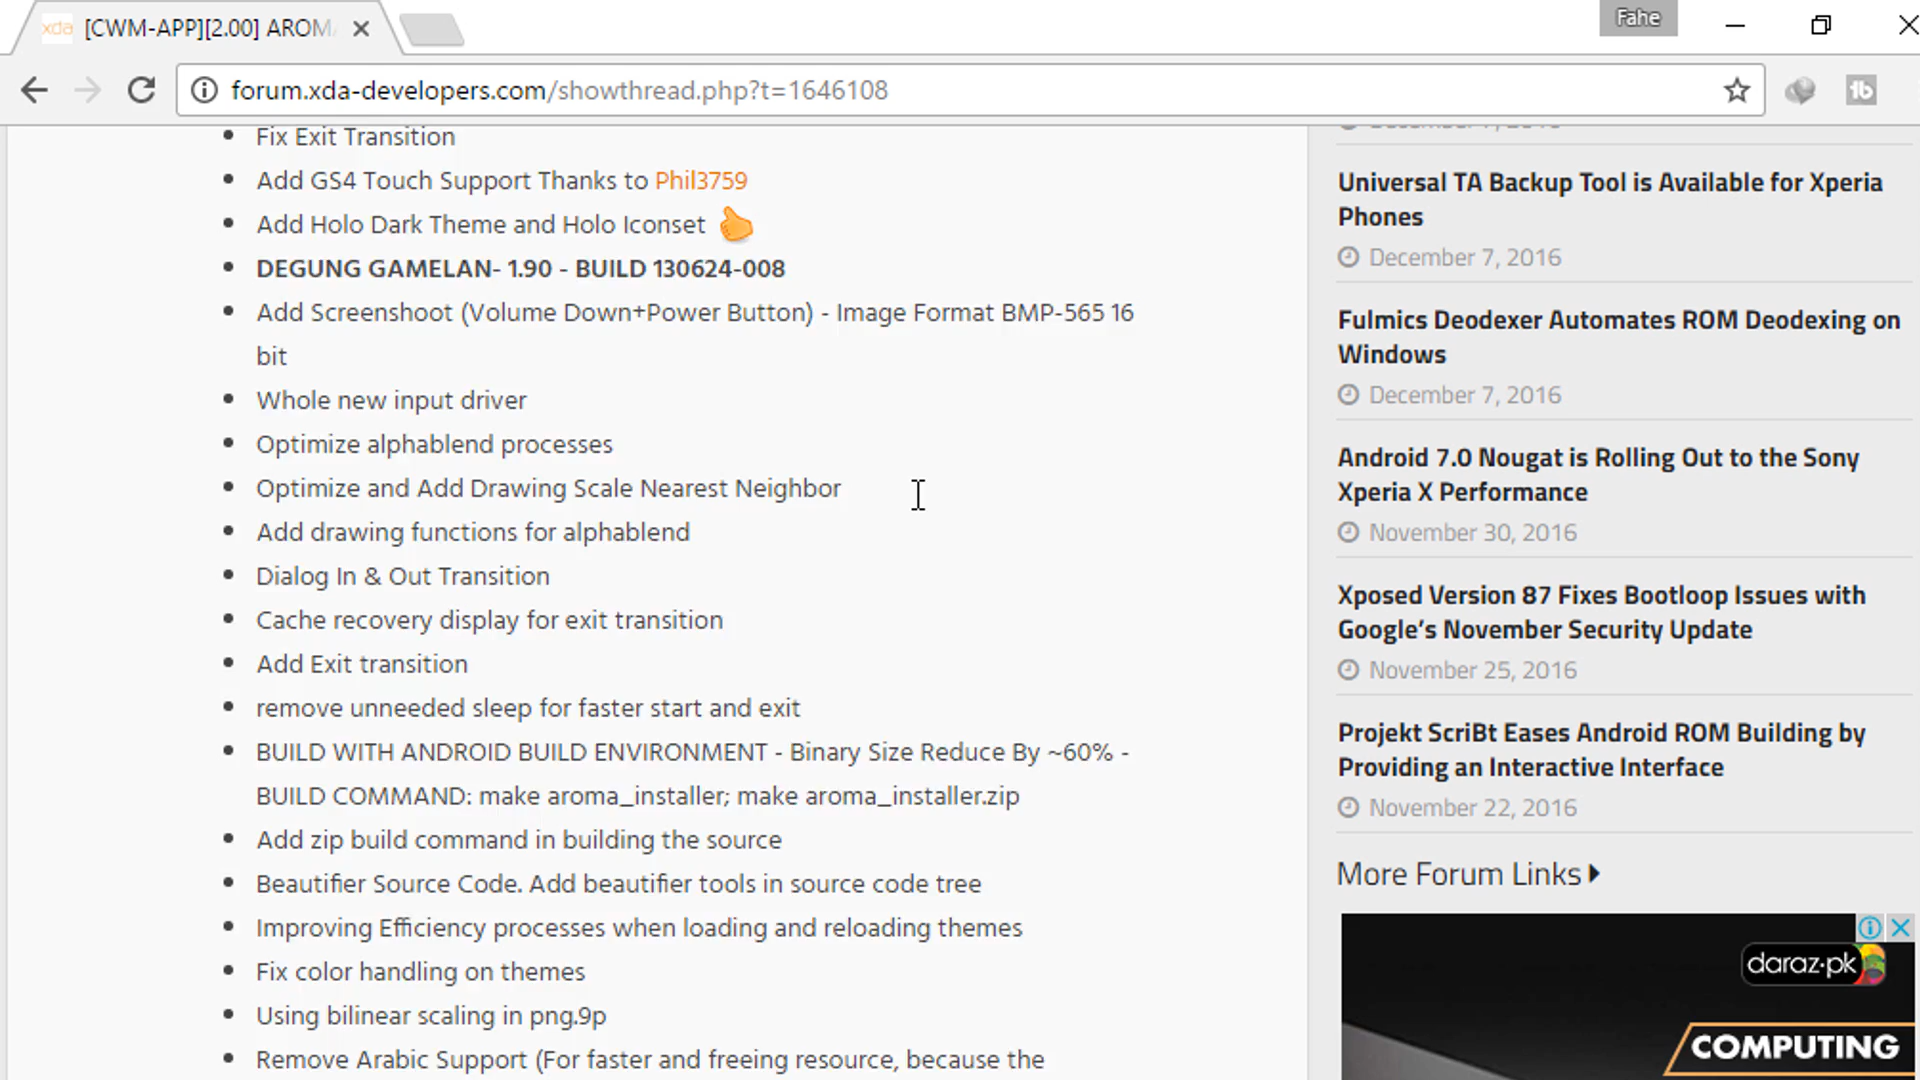 xda [CWM-APP][2.00] AROMA
Fahe
forum.xda-developers.com/showthread.php?t=1646108
Fix Exit Transition
Add GS4 Touch Support Thanks to Phil3759
Add Holo Dark Theme and Holo Iconset
DEGUNG GAMELAN- 1.90 - BUILD 130624-008
Add Screenshoot (Volume Down+Power Button) - Image Format BMP-565 16
bit
Whole new input driver
Optimize alphablend processes
Optimize and Add Drawing Scale Nearest Neighbor
Add drawing functions for alphablend
Dialog In & Out Transition
Cache recovery display for exit transition
Add Exit transition
remove unneeded sleep for faster start and exit
BUILD WITH ANDROID BUILD ENVIRONMENT - Binary Size Reduce By ~60% -
BUILD COMMAND: make aroma_installer; make aroma_installer.zip
Add zip build command in building the source
Beautifier Source Code. Add beautifier tools in source code tree
Improving Efficiency processes when loading and reloading themes
Fix color handling on themes
Using bilinear scaling in png.9p
Remove Arabic Support (For faster and freeing resource, because the
December 7, 2016
Universal TA Backup Tool is Available for Xperia
Phones
December 7, 2016
Fulmics Deodexer Automates ROM Deodexing on
Windows
December 7, 2016
Android 7.0 Nougat is Rolling Out to the Sony
Xperia X Performance
November 30, 2016
Xposed Version 87 Fixes Bootloop Issues with
Google's November Security Update
November 25, 2016
Projekt ScriBt Eases Android ROM Building by
Providing an Interactive Interface
November 22, 2016
More Forum Links
daraz.pk
COMPUTING